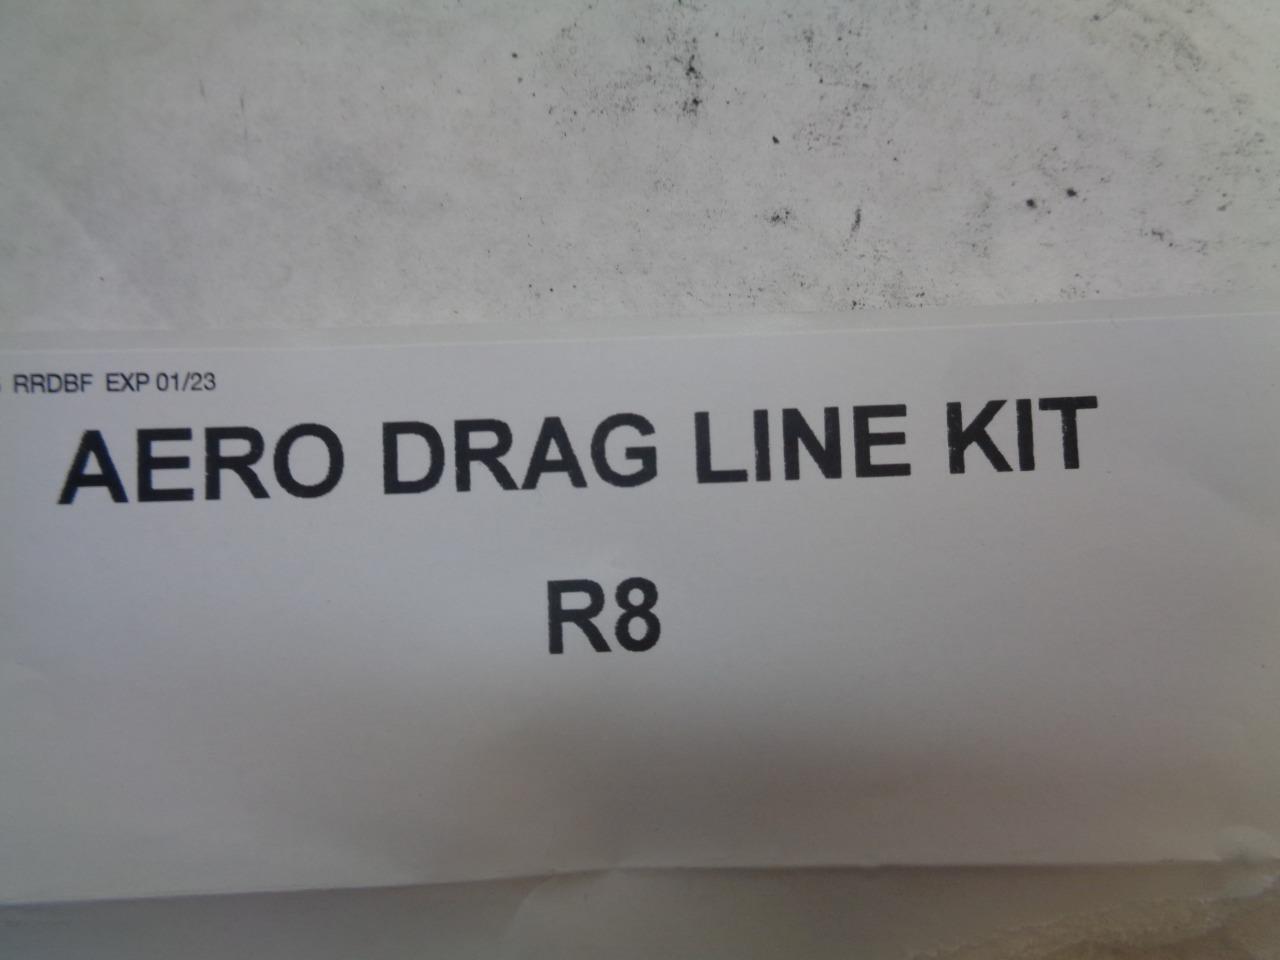 RRDBF EXP 01/23
AERO DRAG LINE KIT
R8